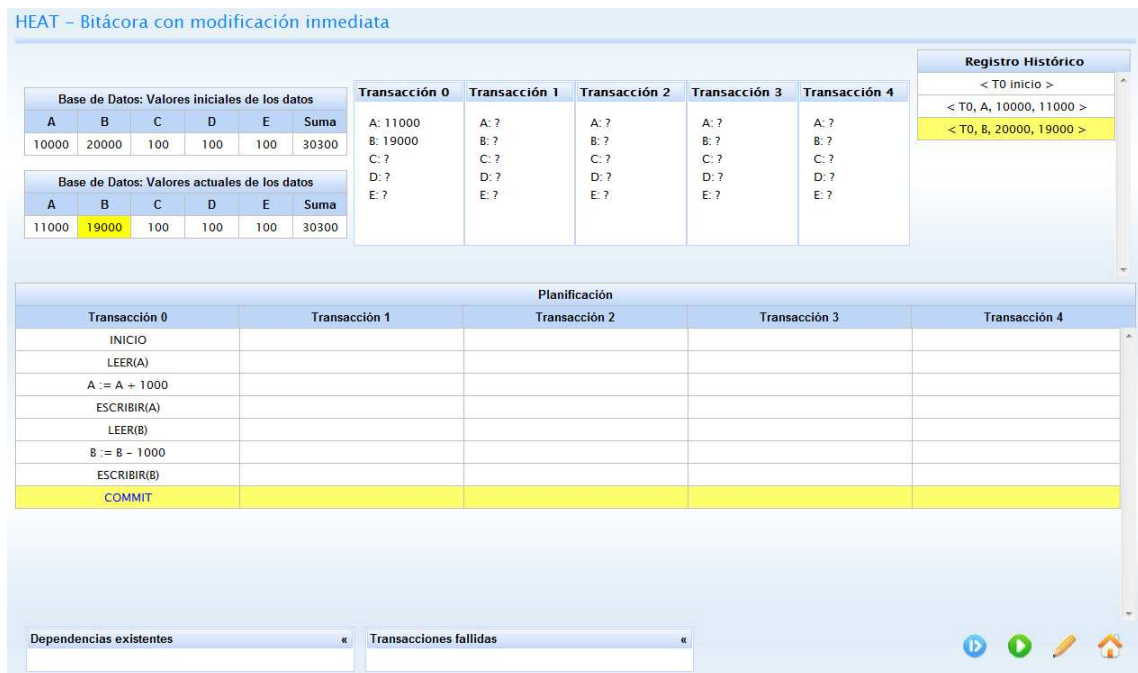 HEAT – Bitácora con modificación inmediata
Registro Histórico
< T0 inicio >
< T0, A, 10000, 11000 >
< T0, B, 20000, 19000 >
Base de Datos: Valores iniciales de los datos
A B C D E Suma
10000 20000 100 100 100 30300
Base de Datos: Valores actuales de los datos
A B C D E Suma
11000 19000 100 100 100 30300
Transacción 0 Transacción 1 Transacción 2 Transacción 3 Transacción 4
A: 11000 A: ? A: ? A: ? A: ?
B: 19000 B: ? B: ? B: ? B: ?
C: ? C: ? C: ? C: ? C: ?
D: ? D: ? D: ? D: ? D: ?
E: ? E: ? E: ? E: ? E: ?
Planificación
Transacción 0 Transacción 1 Transacción 2 Transacción 3 Transacción 4
INICIO
LEER(A)
A := A + 1000
ESCRIBIR(A)
LEER(B)
B := B – 1000
ESCRIBIR(B)
COMMIT
Dependencias existentes «
Transacciones fallidas «